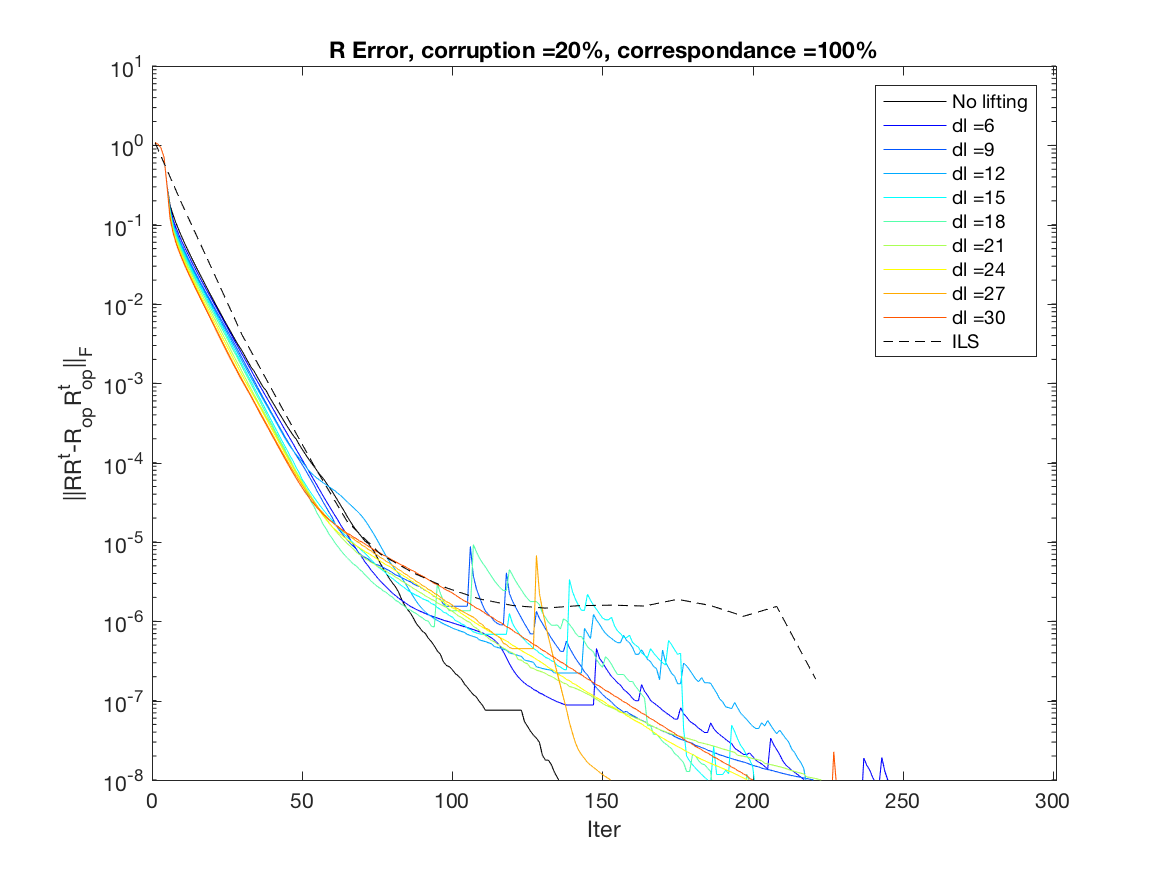 R Error, corruption =20%, correspondance =100%
10^1
10^0
10^-1
10^-2
10^-3
10^-4
10^-5
10^-6
10^-7
10^-8
||RR^t-R_op R^t_op||_F
No lifting
dl =6
dl =9
dl =12
dl =15
dl =18
dl =21
dl =24
dl =27
dl =30
ILS
0 50 100 150 200 250 300
Iter